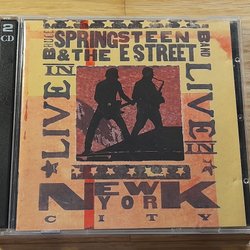 2
CD
BRUCE SPRINGSTEEN
& THE E STREET BAND
LIVE IN
LIVE IN
NEW YORK
CITY